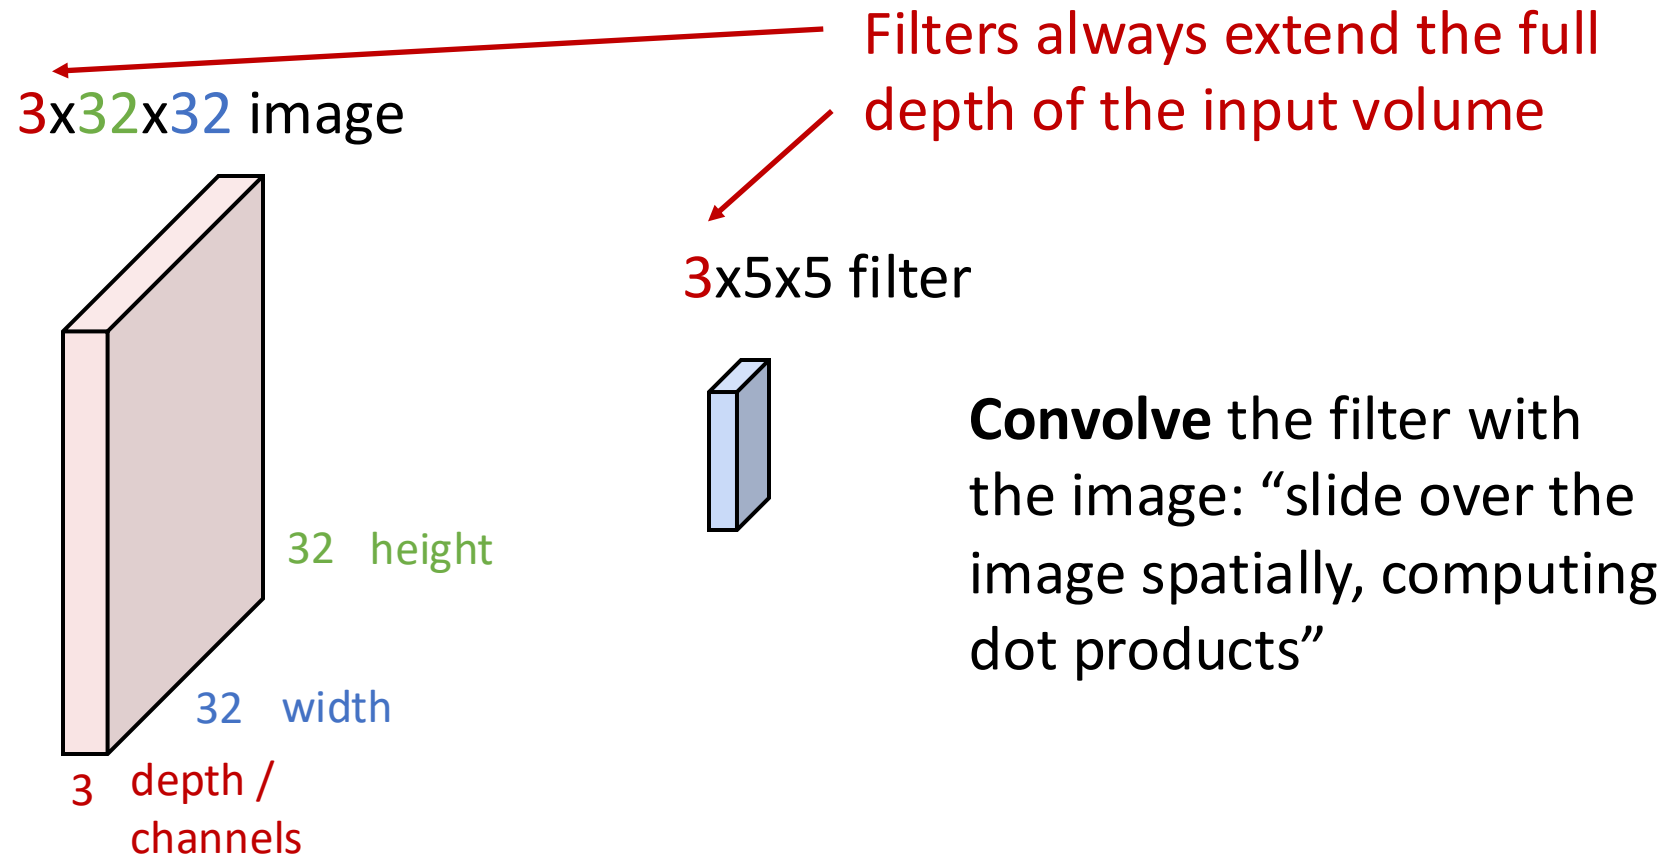 Filters always extend the full
depth of the input volume
3x32x32 image
3x5x5 filter
Convolve the filter with
the image: “slide over the
image spatially, computing
dot products”
32 height
32 width
3 depth /
channels